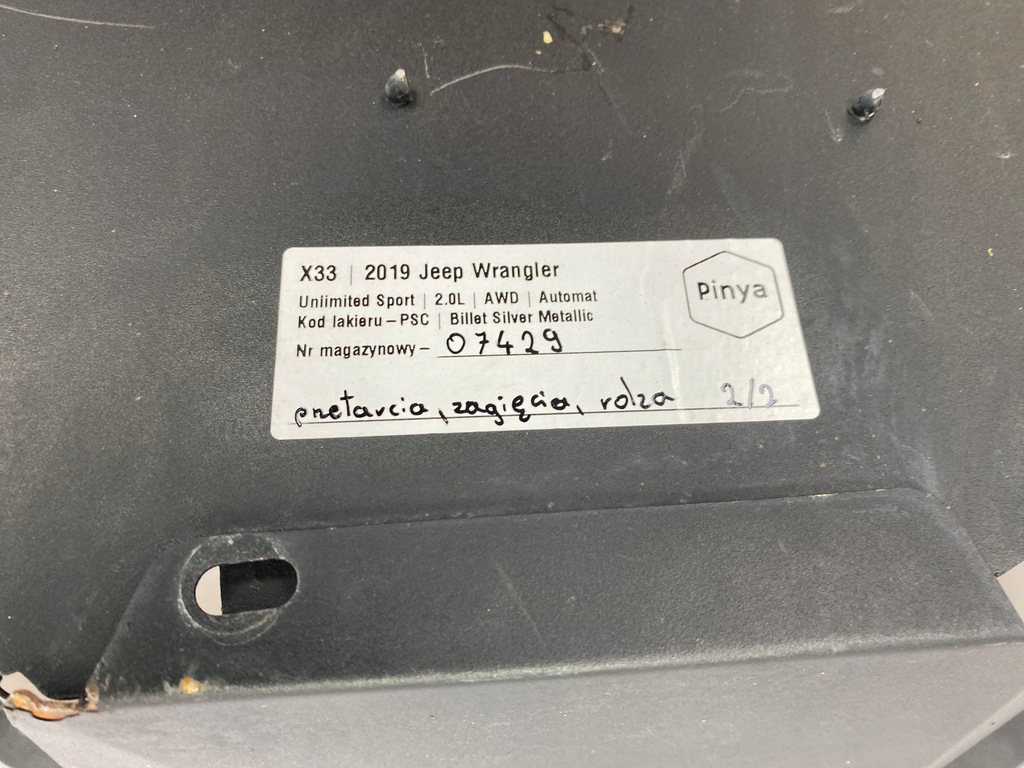 X33 | 2019 Jeep Wrangler
Pinya
Unlimited Sport | 2.0L | AWD | Automat
Kod lakieru – PSC | Billet Silver Metallic
Nr magazynowy – 07429
przetarcia, zagięcia, rdza 2/2